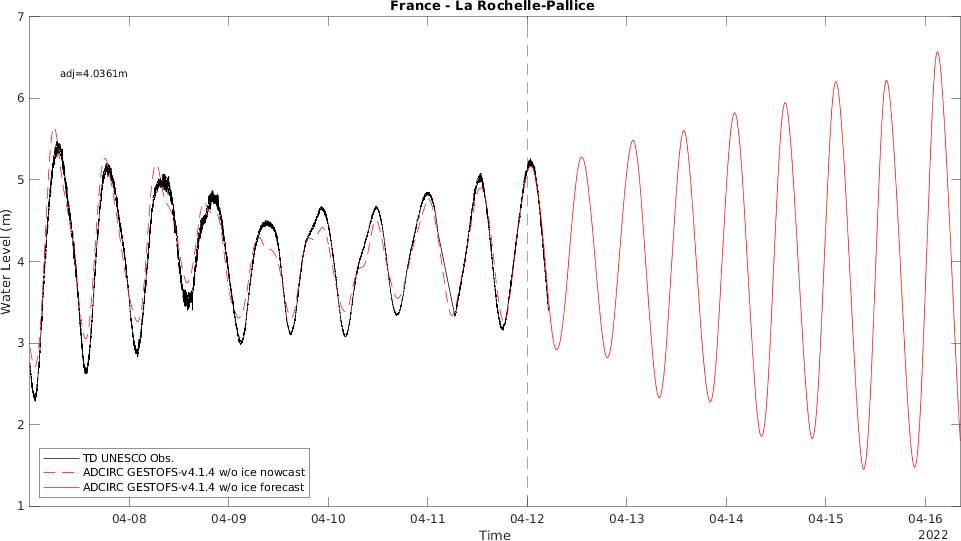 France - La Rochelle-Pallice
7
6
5
4
3
2
1
Water Level (m)
adj=4.0361m
TD UNESCO Obs.
ADCIRC GESTOFS-v4.1.4 w/o ice nowcast
ADCIRC GESTOFS-v4.1.4 w/o ice forecast
04-08 04-09 04-10 04-11 04-12 04-13 04-14 04-15 04-16
Time
2022